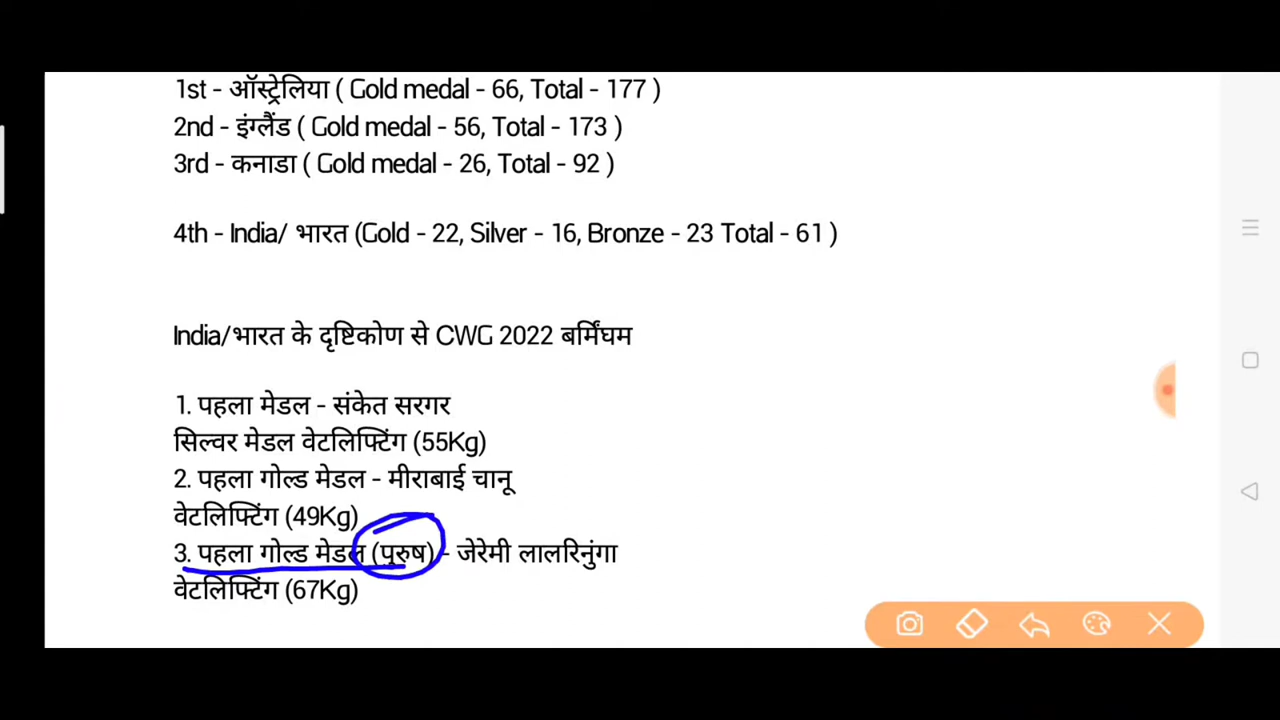 1st - ऑस्ट्रेलिया ( Gold medal - 66, Total - 177 )
2nd - इंग्लैंड ( Gold medal - 56, Total - 173 )
3rd - कनाडा ( Gold medal - 26, Total - 92 )
4th - India/ भारत (Gold - 22, Silver - 16, Bronze - 23 Total - 61 )
India/भारत के दृष्टिकोण से CWG 2022 बर्मिंघम
1. पहला मेडल - संकेत सरगर
सिल्वर मेडल वेटलिफ्टिंग (55Kg)
2. पहला गोल्ड मेडल - मीराबाई चानू
वेटलिफ्टिंग (49Kg)
3. पहला गोल्ड मेडल (पुरुष) - जेरेमी लालरिनुंगा
वेटलिफ्टिंग (67Kg)